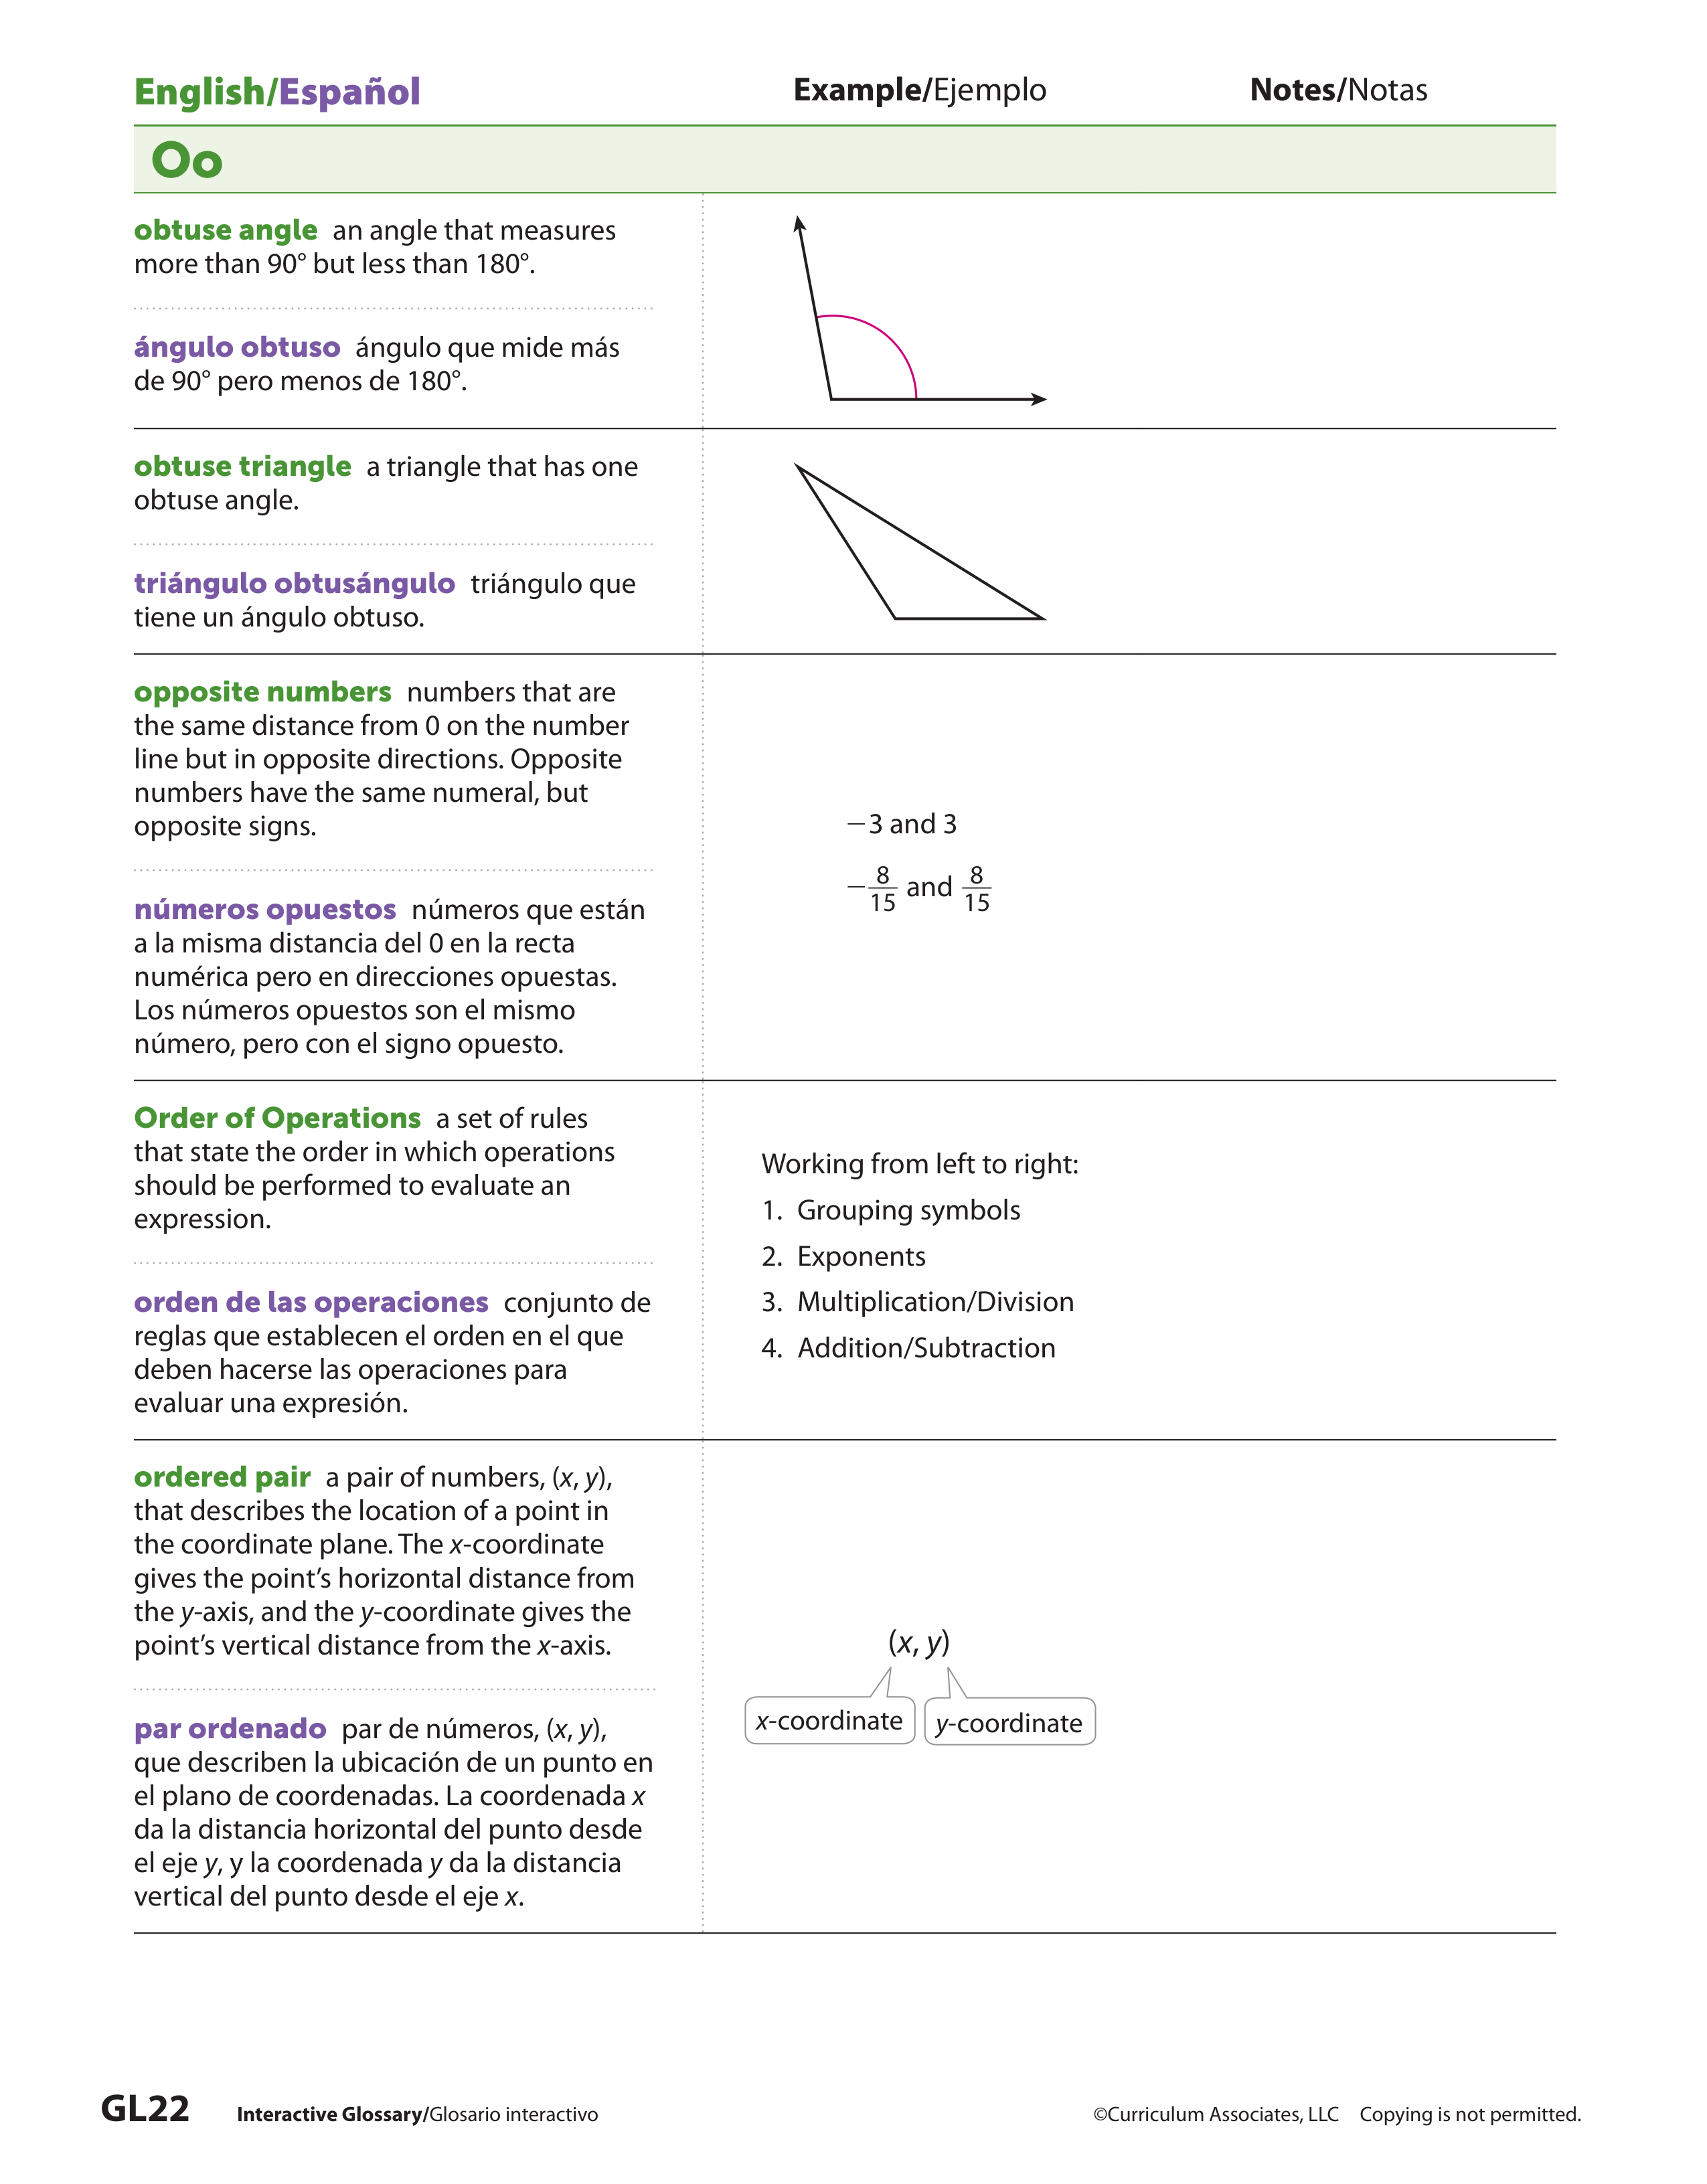 English/Español
Example/Ejemplo
Notes/Notas
Oo
obtuse angle an angle that measures
more than 90° but less than 180°.
ángulo obtuso ángulo que mide más
de 90° pero menos de 180°.
obtuse triangle a triangle that has one
obtuse angle.
triángulo obtusángulo triángulo que
tiene un ángulo obtuso.
opposite numbers numbers that are
the same distance from 0 on the number
line but in opposite directions. Opposite
numbers have the same numeral, but
opposite signs.
números opuestos números que están
a la misma distancia del 0 en la recta
numérica pero en direcciones opuestas.
Los números opuestos son el mismo
número, pero con el signo opuesto.
−3 and 3
−8/15 and 8/15
Order of Operations a set of rules
that state the order in which operations
should be performed to evaluate an
expression.
orden de las operaciones conjunto de
reglas que establecen el orden en el que
deben hacerse las operaciones para
evaluar una expresión.
Working from left to right:
1. Grouping symbols
2. Exponents
3. Multiplication/Division
4. Addition/Subtraction
ordered pair a pair of numbers, (x, y),
that describes the location of a point in
the coordinate plane. The x-coordinate
gives the point’s horizontal distance from
the y-axis, and the y-coordinate gives the
point’s vertical distance from the x-axis.
par ordenado par de números, (x, y),
que describen la ubicación de un punto en
el plano de coordenadas. La coordenada x
da la distancia horizontal del punto desde
el eje y, y la coordenada y da la distancia
vertical del punto desde el eje x.
(x, y)
x-coordinate
y-coordinate
GL22
Interactive Glossary/Glosario interactivo
©Curriculum Associates, LLC Copying is not permitted.